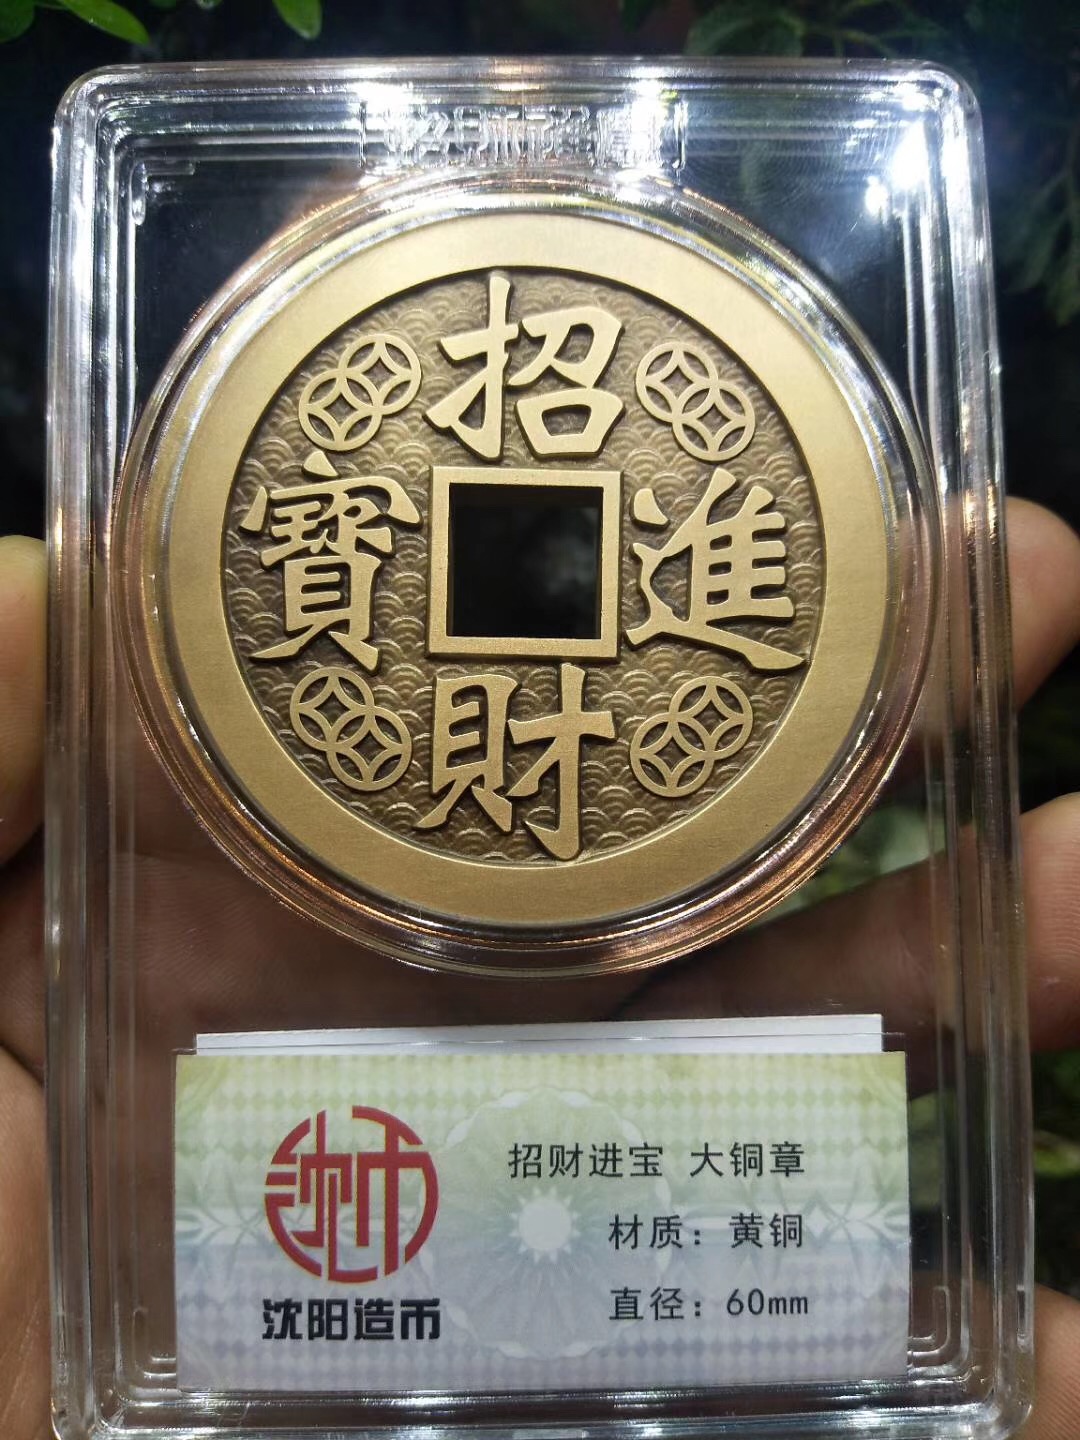 招
進
財
寶
招财进宝 大铜章
材质：黄铜
直径：60mm
沈阳造币